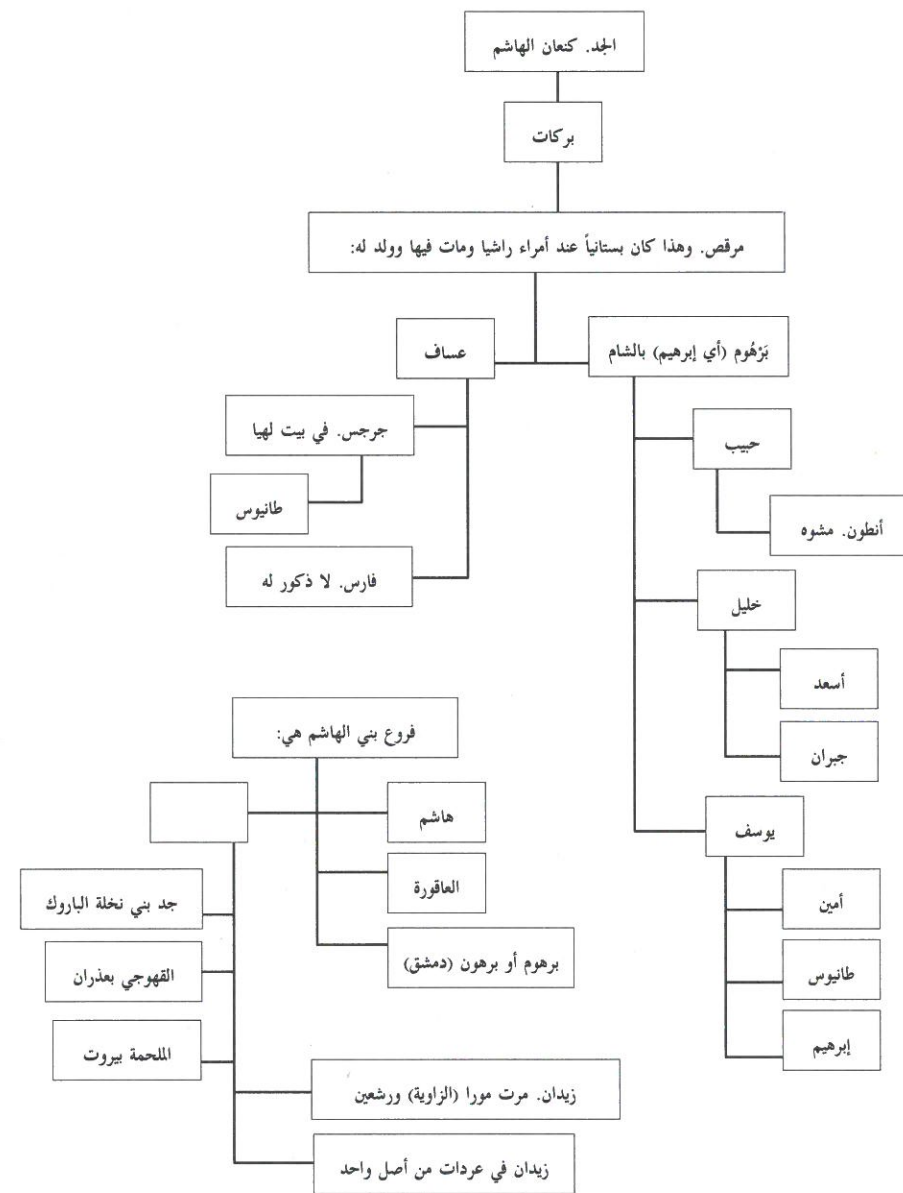 الجد. كنعان الهاشم
بركات
مرقص. وهذا كان بستانياً عند أمراء راشيا ومات فيها وولد له:
بَرْهُوم (أي إبرهيم) بالشام
حبيب
أنطون. مشوه
خليل
أسعد
جبران
يوسف
أمين
طانيوس
إبرهيم
عساف
جرجس. في بيت لهيا
طانيوس
فارس. لا ذكور له
فروع بني الهاشم هي:
هاشم
العاقورة
برهوم أو برهون (دمشق)
جد بني نخلة الباروك
القهوجي بعذران
الملحمة بيروت
زيدان. مرت مورا (الزاوية) ورشعين
زيدان في عردات من أصل واحد